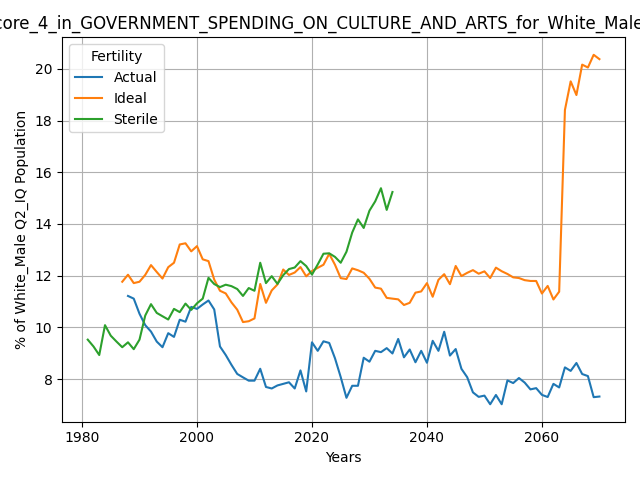 core_4_in_GOVERNMENT_SPENDING_ON_CULTURE_AND_ARTS_for_White_Male
Fertility
Actual
Ideal
Sterile
% of White_Male Q2_IQ Population
20
18
16
14
12
10
8
1980
2000
2020
2040
2060
Years